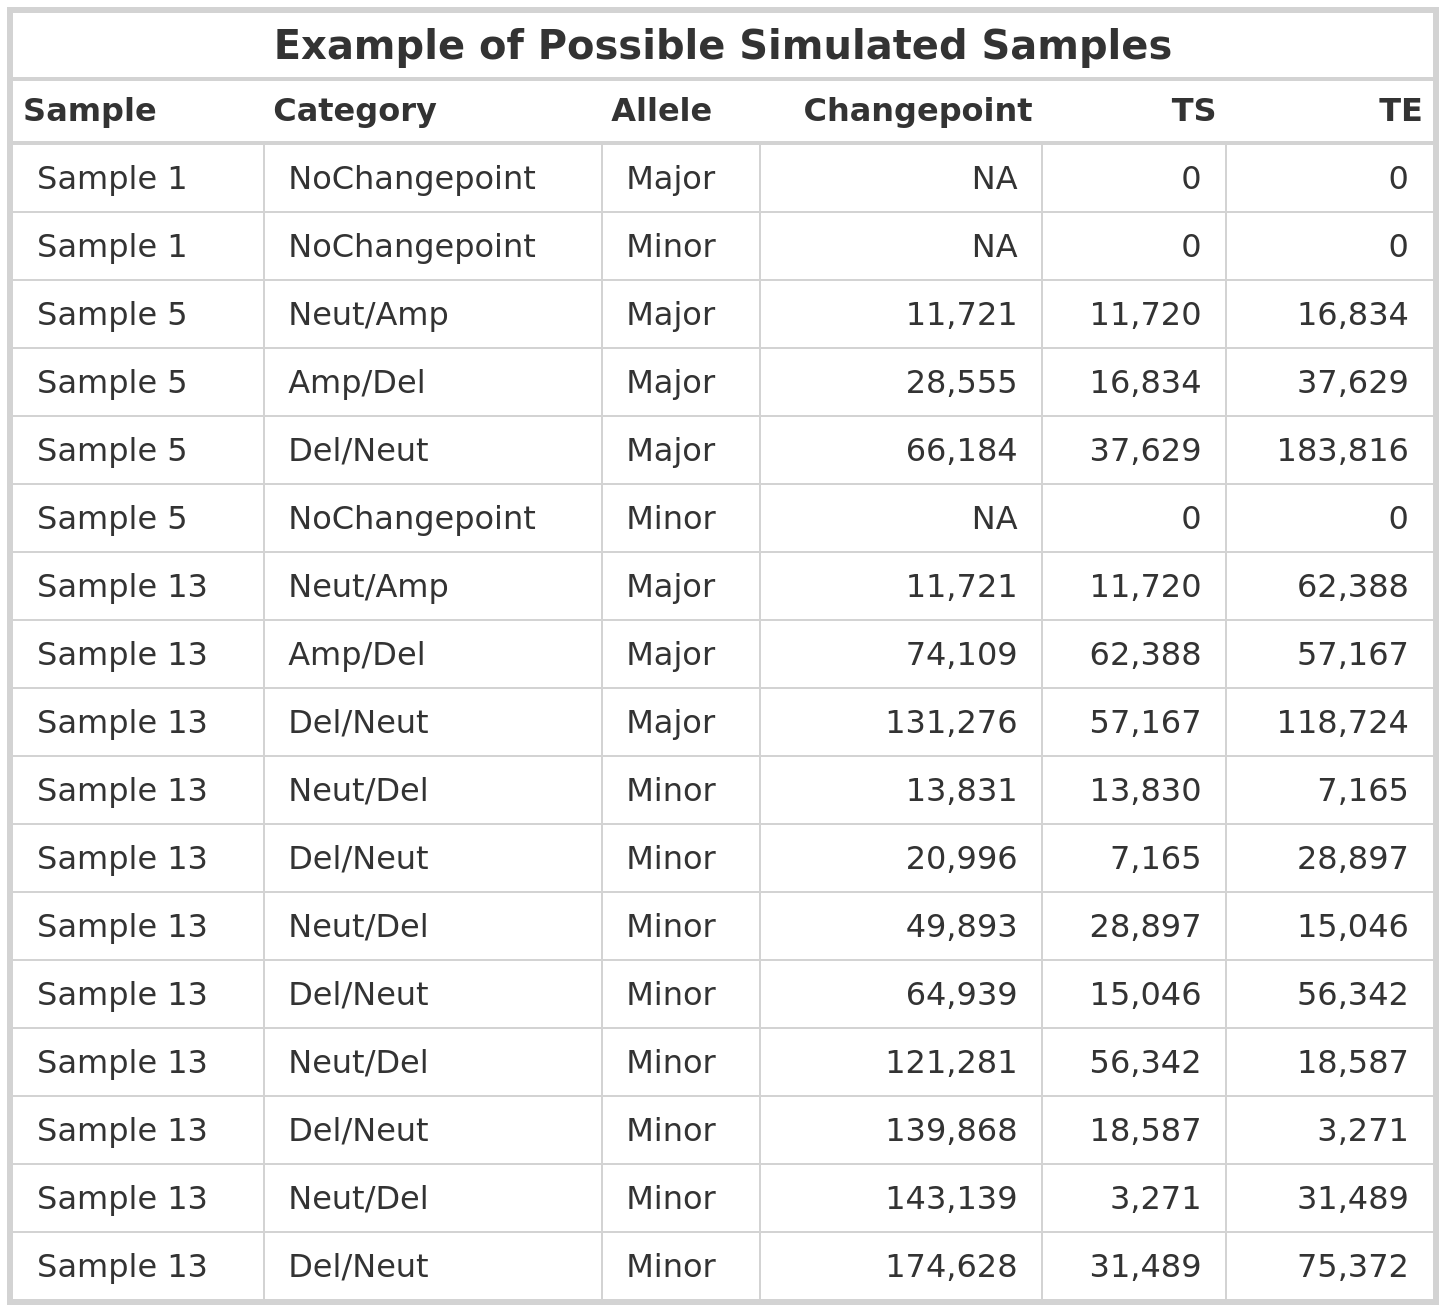 Example of Possible Simulated Samples
Sample Category Allele Changepoint TS TE
Sample 1 NoChangepoint Major NA 0 0
Sample 1 NoChangepoint Minor NA 0 0
Sample 5 Neut/Amp Major 11,721 11,720 16,834
Sample 5 Amp/Del Major 28,555 16,834 37,629
Sample 5 Del/Neut Major 66,184 37,629 183,816
Sample 5 NoChangepoint Minor NA 0 0
Sample 13 Neut/Amp Major 11,721 11,720 62,388
Sample 13 Amp/Del Major 74,109 62,388 57,167
Sample 13 Del/Neut Major 131,276 57,167 118,724
Sample 13 Neut/Del Minor 13,831 13,830 7,165
Sample 13 Del/Neut Minor 20,996 7,165 28,897
Sample 13 Neut/Del Minor 49,893 28,897 15,046
Sample 13 Del/Neut Minor 64,939 15,046 56,342
Sample 13 Neut/Del Minor 121,281 56,342 18,587
Sample 13 Del/Neut Minor 139,868 18,587 3,271
Sample 13 Neut/Del Minor 143,139 3,271 31,489
Sample 13 Del/Neut Minor 174,628 31,489 75,372